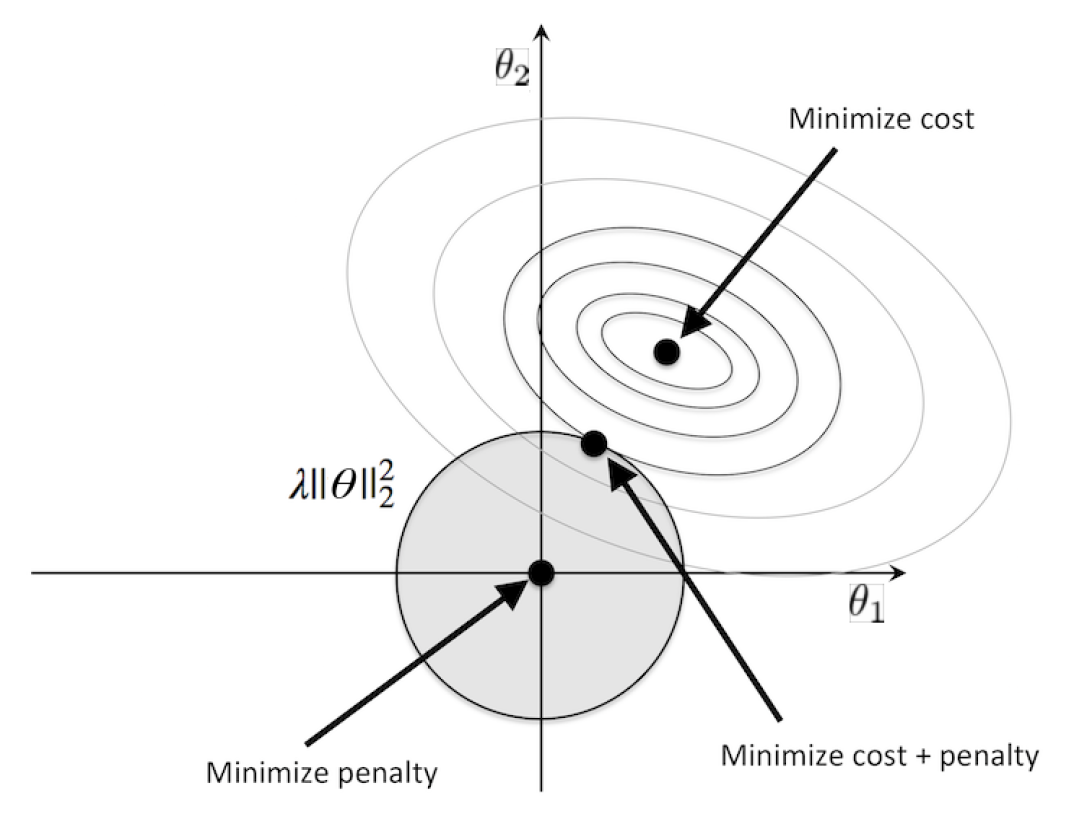 θ₂
Minimize cost
λ||θ||₂²
θ₁
Minimize penalty
Minimize cost + penalty